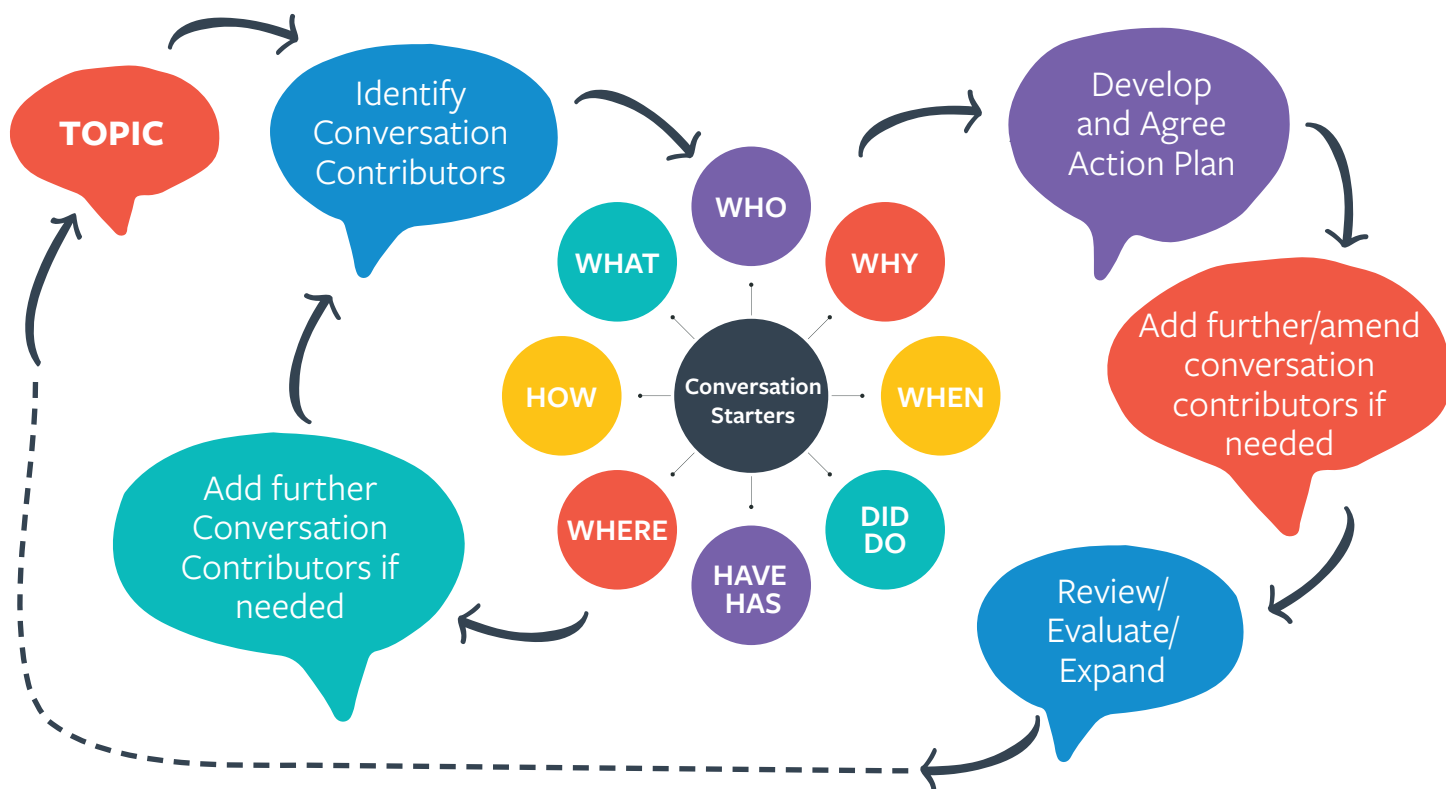 TOPIC
Identify
Conversation
Contributors
WHO
WHY
WHEN
DID
DO
HAVE
HAS
WHERE
HOW
WHAT
Conversation
Starters
Add further
Conversation
Contributors if
needed
Develop
and Agree
Action Plan
Add further/amend
conversation
contributors if
needed
Review/
Evaluate/
Expand